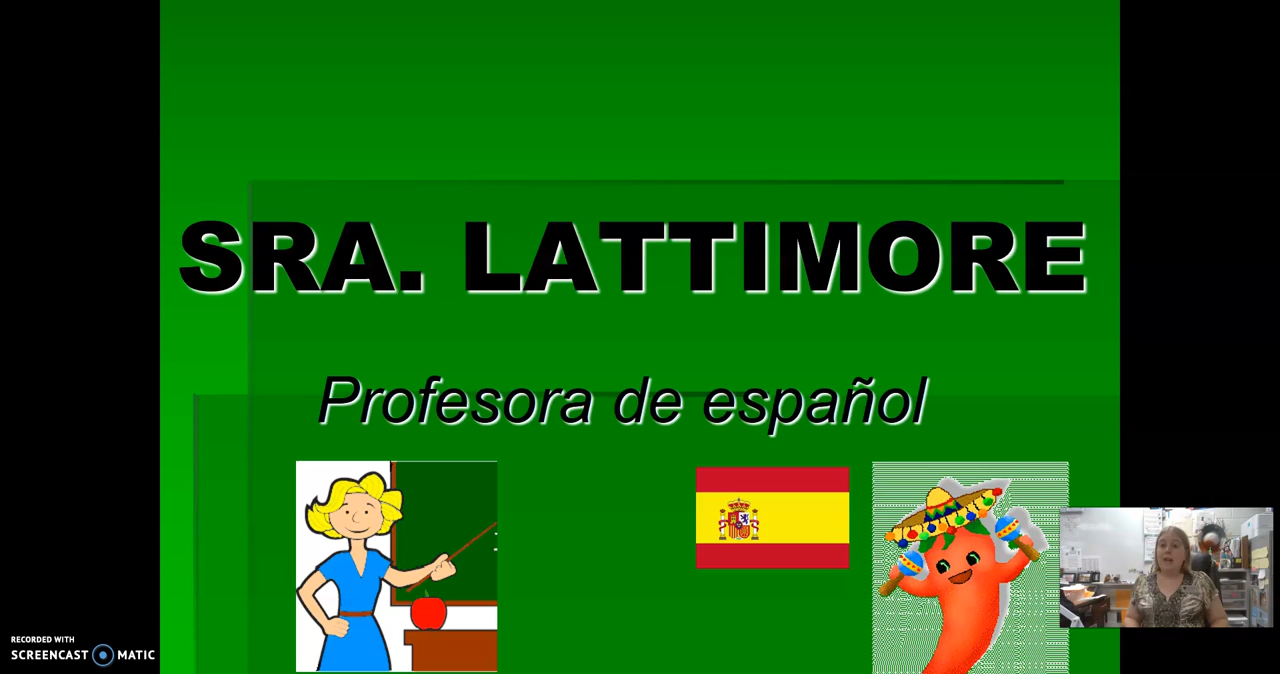 SRA. LATTIMORE
Profesora de español
RECORDED WITH
SCREENCAST MATIC